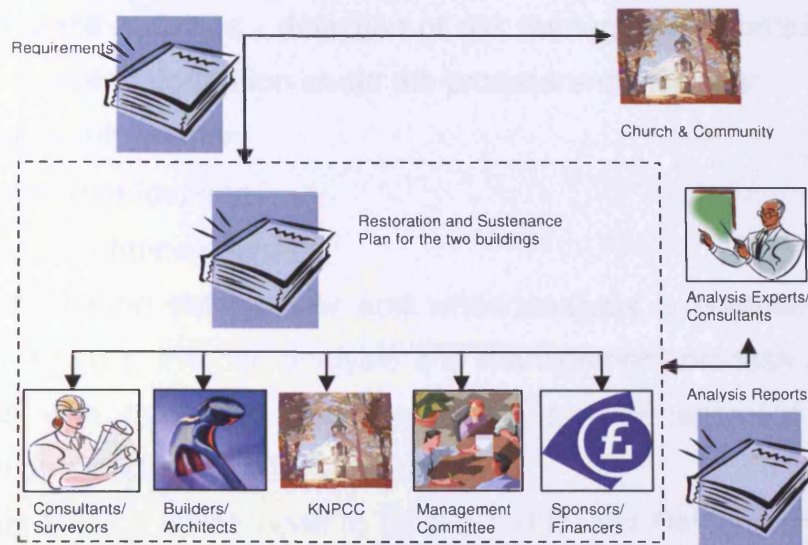 Requirements
Church & Community
Restoration and Sustenance
Plan for the two buildings
Analysis Experts/
Consultants
Analysis Reports
Consultants/
Surveyors
Builders/
Architects
KNPCC
Management
Committee
Sponsors/
Financers
£